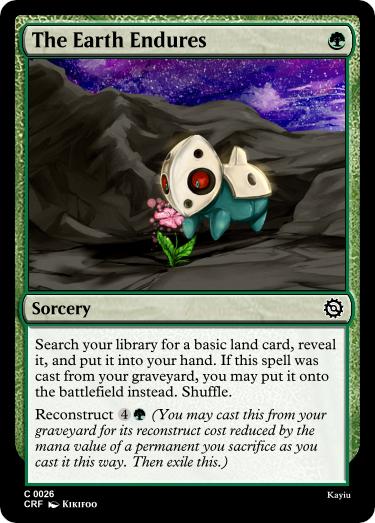 The Earth Endures
Sorcery
Search your library for a basic land card, reveal
it, and put it into your hand. If this spell was
cast from your graveyard, you may put it onto
the battlefield instead. Shuffle.
Reconstruct 4 (You may cast this from your
graveyard for its reconstruct cost reduced by the
mana value of a permanent you sacrifice as you
cast it this way. Then exile this.)
C 0026
CRF KIKIFOO
Kayiu